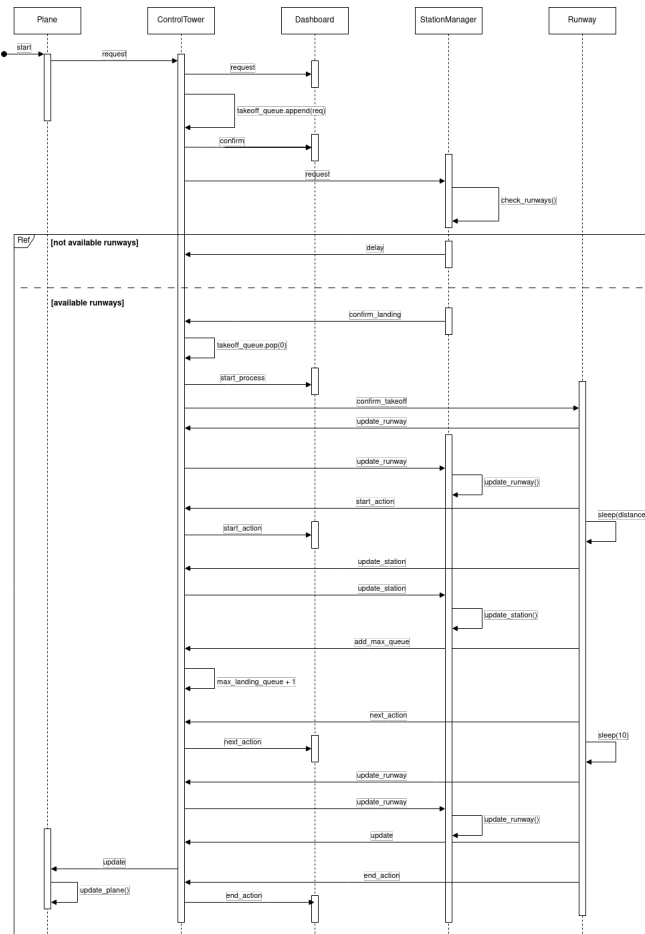 Plane
ControlTower
Dashboard
StationManager
Runway
start
request
request
takeoff_queue.append(req)
confirm
request
check_runways()
Ref
[not available runways]
delay
[available runways]
confirm_landing
takeoff_queue.pop(0)
start_process
confirm_takeoff
update_runway
update_runway
update_runway()
start_action
sleep(distance
start_action
update_station
update_station
update_station()
add_max_queue
max_landing_queue + 1
next_action
sleep(10)
next_action
update_runway
update_runway
update_runway()
update
update
end_action
update_plane()
end_action